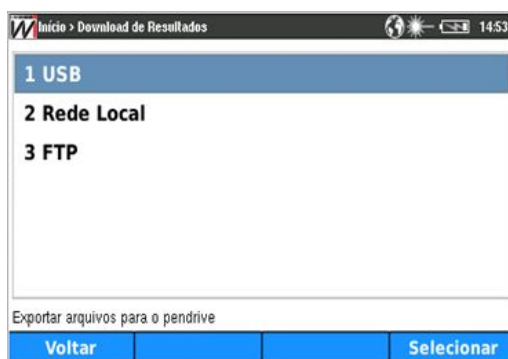 Início > Download de Resultados 14:53
1 USB
2 Rede Local
3 FTP
Exportar arquivos para o pendrive
Voltar Selecionar